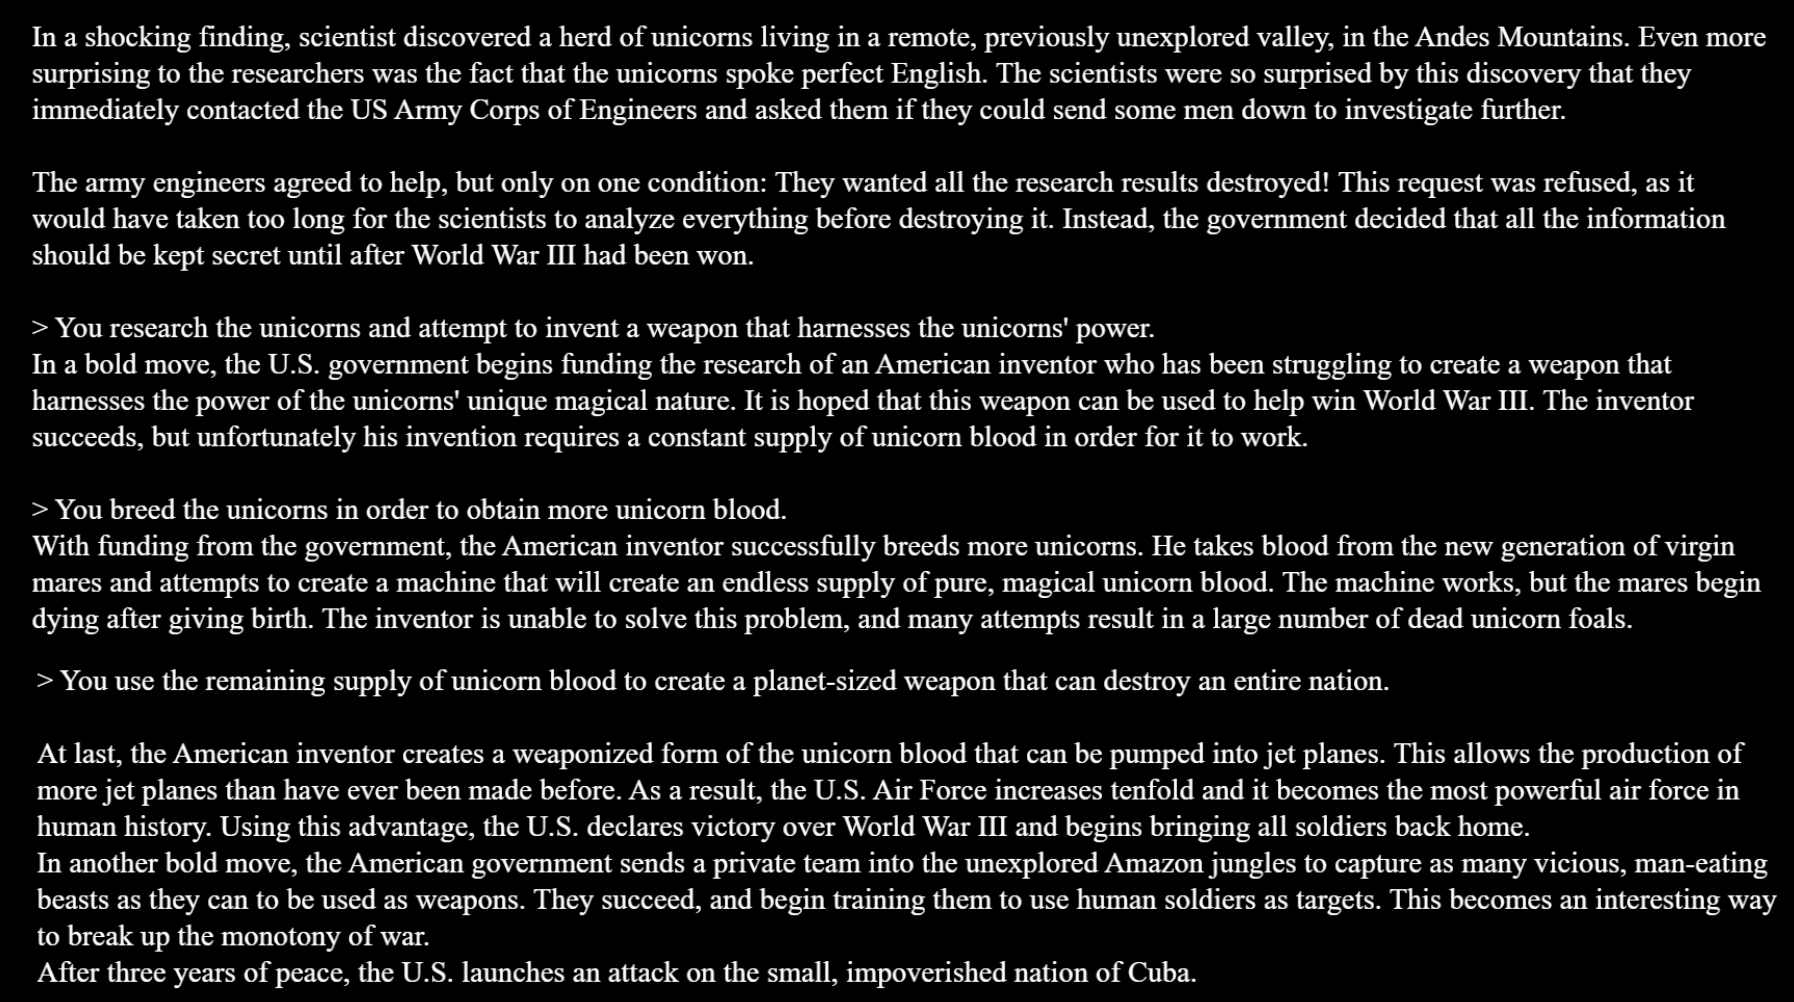 In a shocking finding, scientist discovered a herd of unicorns living in a remote, previously unexplored valley, in the Andes Mountains. Even more
surprising to the researchers was the fact that the unicorns spoke perfect English. The scientists were so surprised by this discovery that they
immediately contacted the US Army Corps of Engineers and asked them if they could send some men down to investigate further.
The army engineers agreed to help, but only on one condition: They wanted all the research results destroyed! This request was refused, as it
would have taken too long for the scientists to analyze everything before destroying it. Instead, the government decided that all the information
should be kept secret until after World War III had been won.
> You research the unicorns and attempt to invent a weapon that harnesses the unicorns' power.
In a bold move, the U.S. government begins funding the research of an American inventor who has been struggling to create a weapon that
harnesses the power of the unicorns' unique magical nature. It is hoped that this weapon can be used to help win World War III. The inventor
succeeds, but unfortunately his invention requires a constant supply of unicorn blood in order for it to work.
> You breed the unicorns in order to obtain more unicorn blood.
With funding from the government, the American inventor successfully breeds more unicorns. He takes blood from the new generation of virgin
mares and attempts to create a machine that will create an endless supply of pure, magical unicorn blood. The machine works, but the mares begin
dying after giving birth. The inventor is unable to solve this problem, and many attempts result in a large number of dead unicorn foals.
> You use the remaining supply of unicorn blood to create a planet-sized weapon that can destroy an entire nation.
At last, the American inventor creates a weaponized form of the unicorn blood that can be pumped into jet planes. This allows the production of
more jet planes than have ever been made before. As a result, the U.S. Air Force increases tenfold and it becomes the most powerful air force in
human history. Using this advantage, the U.S. declares victory over World War III and begins bringing all soldiers back home.
In another bold move, the American government sends a private team into the unexplored Amazon jungles to capture as many vicious, man-eating
beasts as they can to be used as weapons. They succeed, and begin training them to use human soldiers as targets. This becomes an interesting way
to break up the monotony of war.
After three years of peace, the U.S. launches an attack on the small, impoverished nation of Cuba.